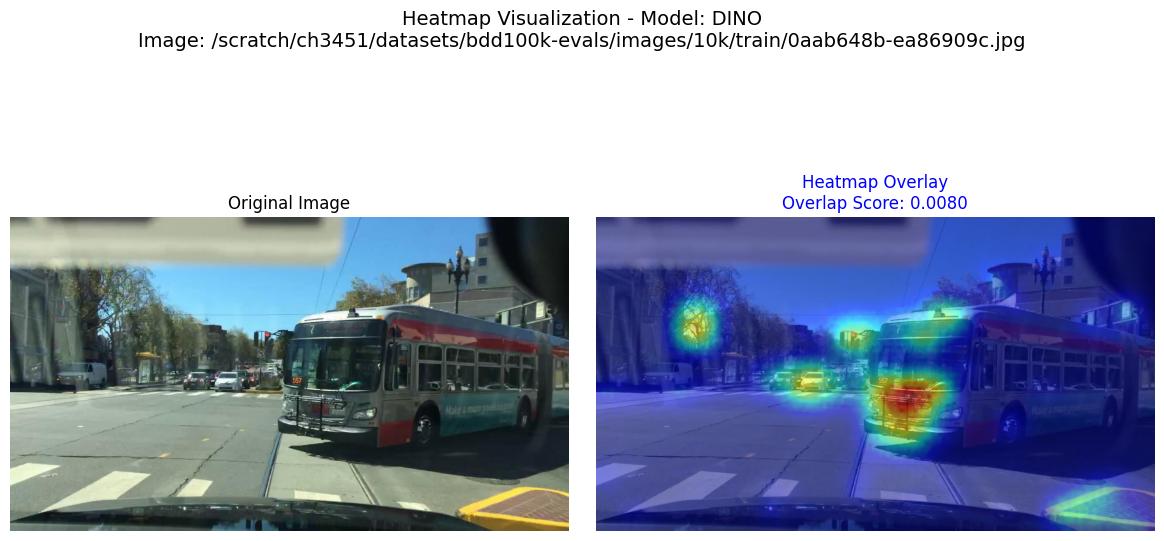 Heatmap Visualization - Model: DINO
Image: /scratch/ch3451/datasets/bdd100k-evals/images/10k/train/0aab648b-ea86909c.jpg
Original Image
Heatmap Overlay
Overlap Score: 0.0080